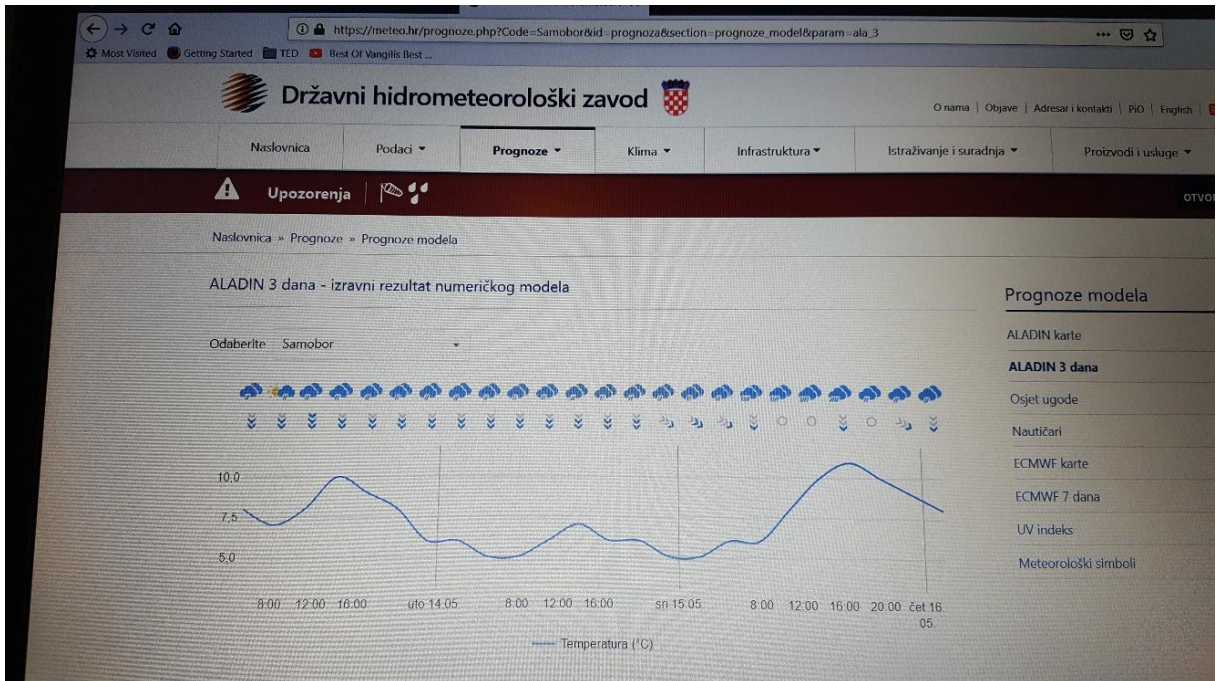 https://meteo.hr/prognoze.php?Code=Samobor&id=prognoza&section=prognoze_model&param=ala_3
Most Visited Getting Started TED Best Of Vangilis Best ...
Državni hidrometeorološki zavod
O nama | Objave | Adresar i kontakti | PiO | English
Naslovnica Podaci Prognoze Klima Infrastruktura Istraživanje i suradnja Proizvodi i usluge
Upozorenja
Naslovnica » Prognoze » Prognoze modela
ALADIN 3 dana - izravni rezultat numeričkog modela
Odaberite Samobor
10,0
7,5
5,0
8:00 12:00 16:00 uto 14.05. 8:00 12:00 16:00 sri 15.05. 8:00 12:00 16:00 20:00 čet 16.
05.
Temperatura (°C)
Prognoze modela
ALADIN karte
ALADIN 3 dana
Osjet ugode
Nautičari
ECMWF karte
ECMWF 7 dana
UV indeks
Meteorološki simboli